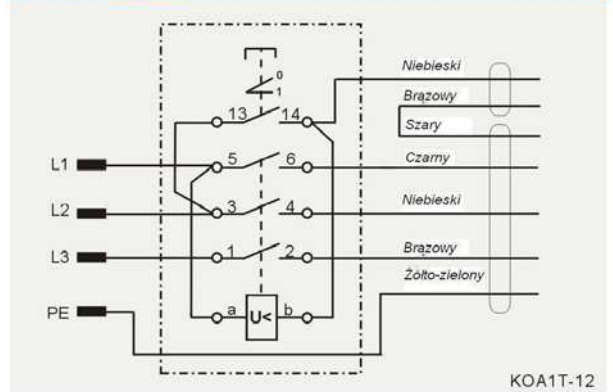 0
1
Niebieski
Brązowy
13 14
Szary
L1 5 6 Czarny
L2 3 4 Niebieski
L3 1 2 Brązowy
Żółto-zielony
PE a U< b
KOA1T-12